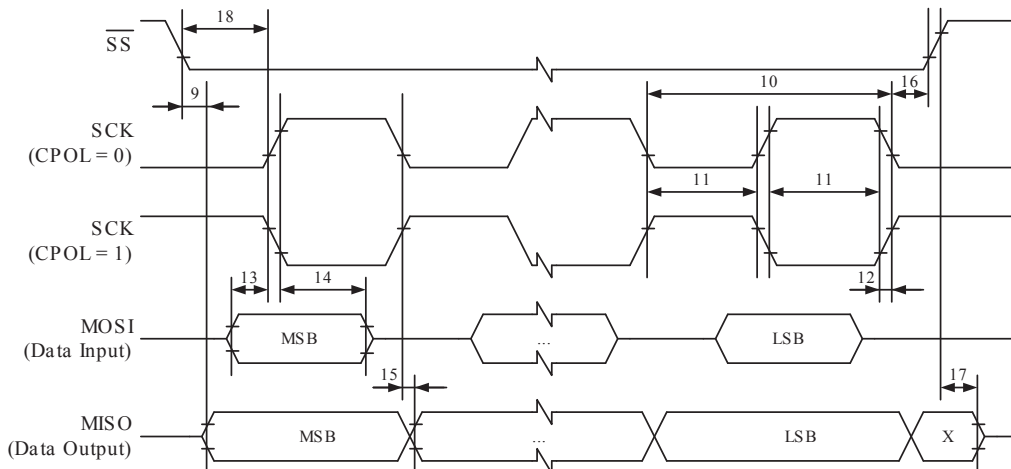 18
SS
9
10
16
SCK
(CPOL = 0)
11
11
SCK
(CPOL = 1)
12
13
14
MOSI
(Data Input)
MSB
...
LSB
15
17
MISO
(Data Output)
MSB
...
LSB
X